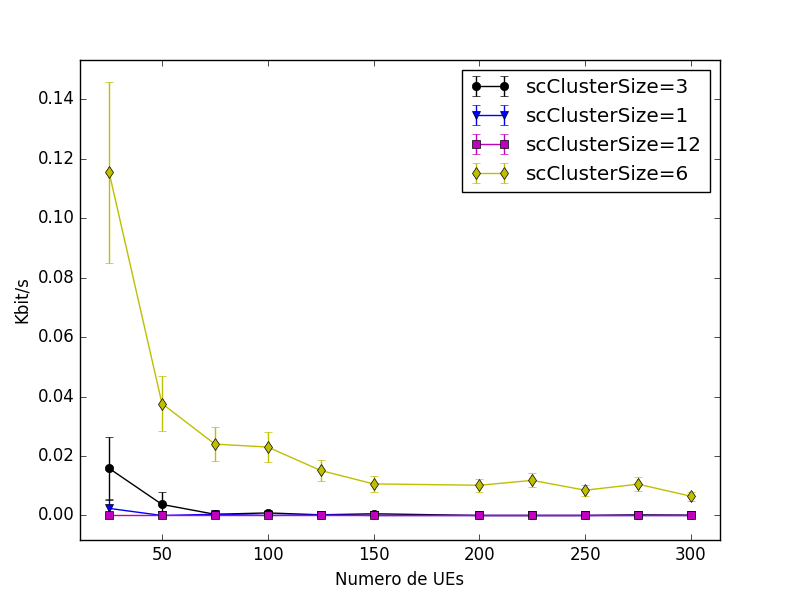 scClusterSize=3
scClusterSize=1
scClusterSize=12
scClusterSize=6
Kbit/s
0.14
0.12
0.10
0.08
0.06
0.04
0.02
0.00
50 100 150 200 250 300
Numero de UEs